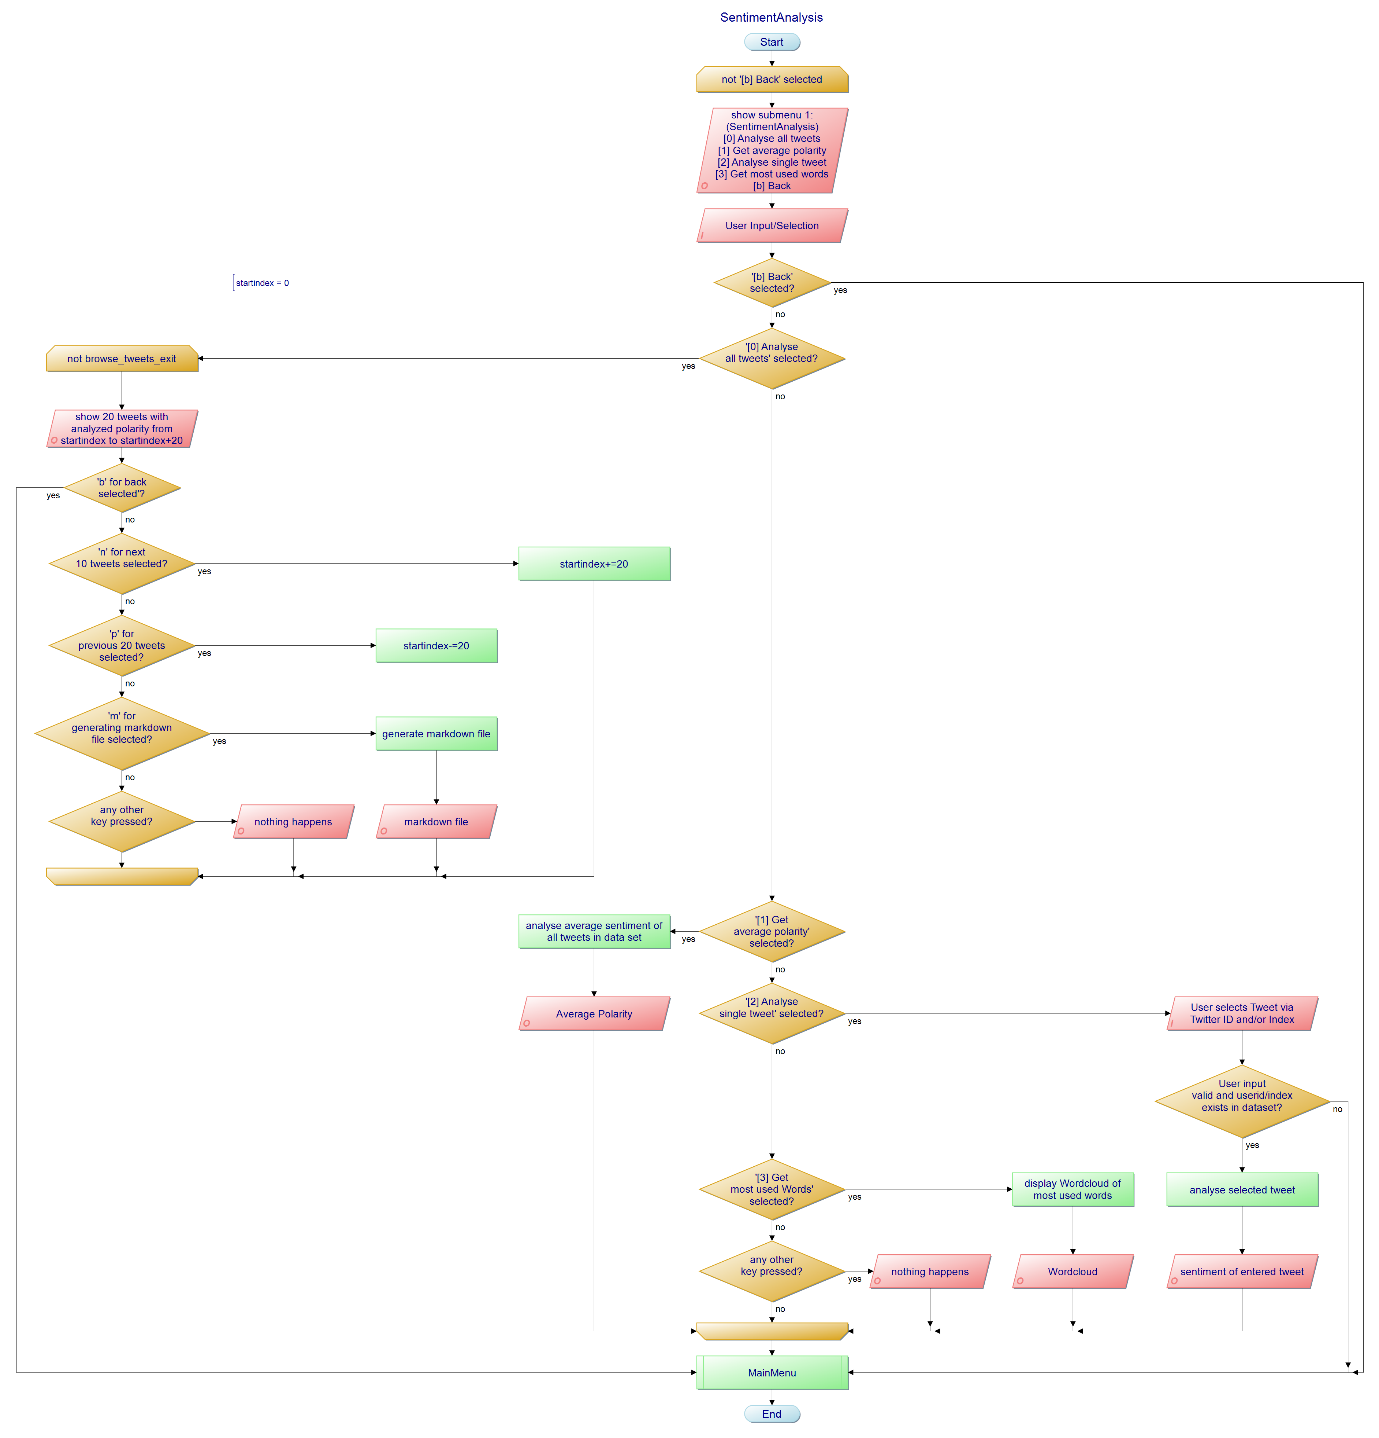 SentimentAnalysis
Start
not '[b] Back' selected
show submenu 1:
(SentimentAnalysis)
[0] Analyse all tweets
[1] Get average polarity
[2] Analyse single tweet
[3] Get most used words
[b] Back
O
User Input/Selection
I
'[b] Back'
selected?
yes
no
startindex = 0
'[0] Analyse
all tweets' selected?
yes
no
not browse_tweets_exit
show 20 tweets with
analyzed polarity from
startindex to startindex+20
O
'b' for back
selected'?
yes
no
'n' for next
10 tweets selected?
yes
no
startindex+=20
'p' for
previous 20 tweets
selected?
yes
no
startindex-=20
'm' for
generating markdown
file selected?
yes
no
generate markdown file
any other
key pressed?
nothing happens
O
markdown file
O
'[1] Get
average polarity'
selected?
yes
no
analyse average sentiment of
all tweets in data set
Average Polarity
O
'[2] Analyse
single tweet' selected?
yes
no
User selects Tweet via
Twitter ID and/or Index
I
User input
valid and userid/index
exists in dataset?
no
yes
'[3] Get
most used Words'
selected?
yes
no
display Wordcloud of
most used words
analyse selected tweet
any other
key pressed?
yes
no
nothing happens
O
Wordcloud
O
sentiment of entered tweet
O
MainMenu
End